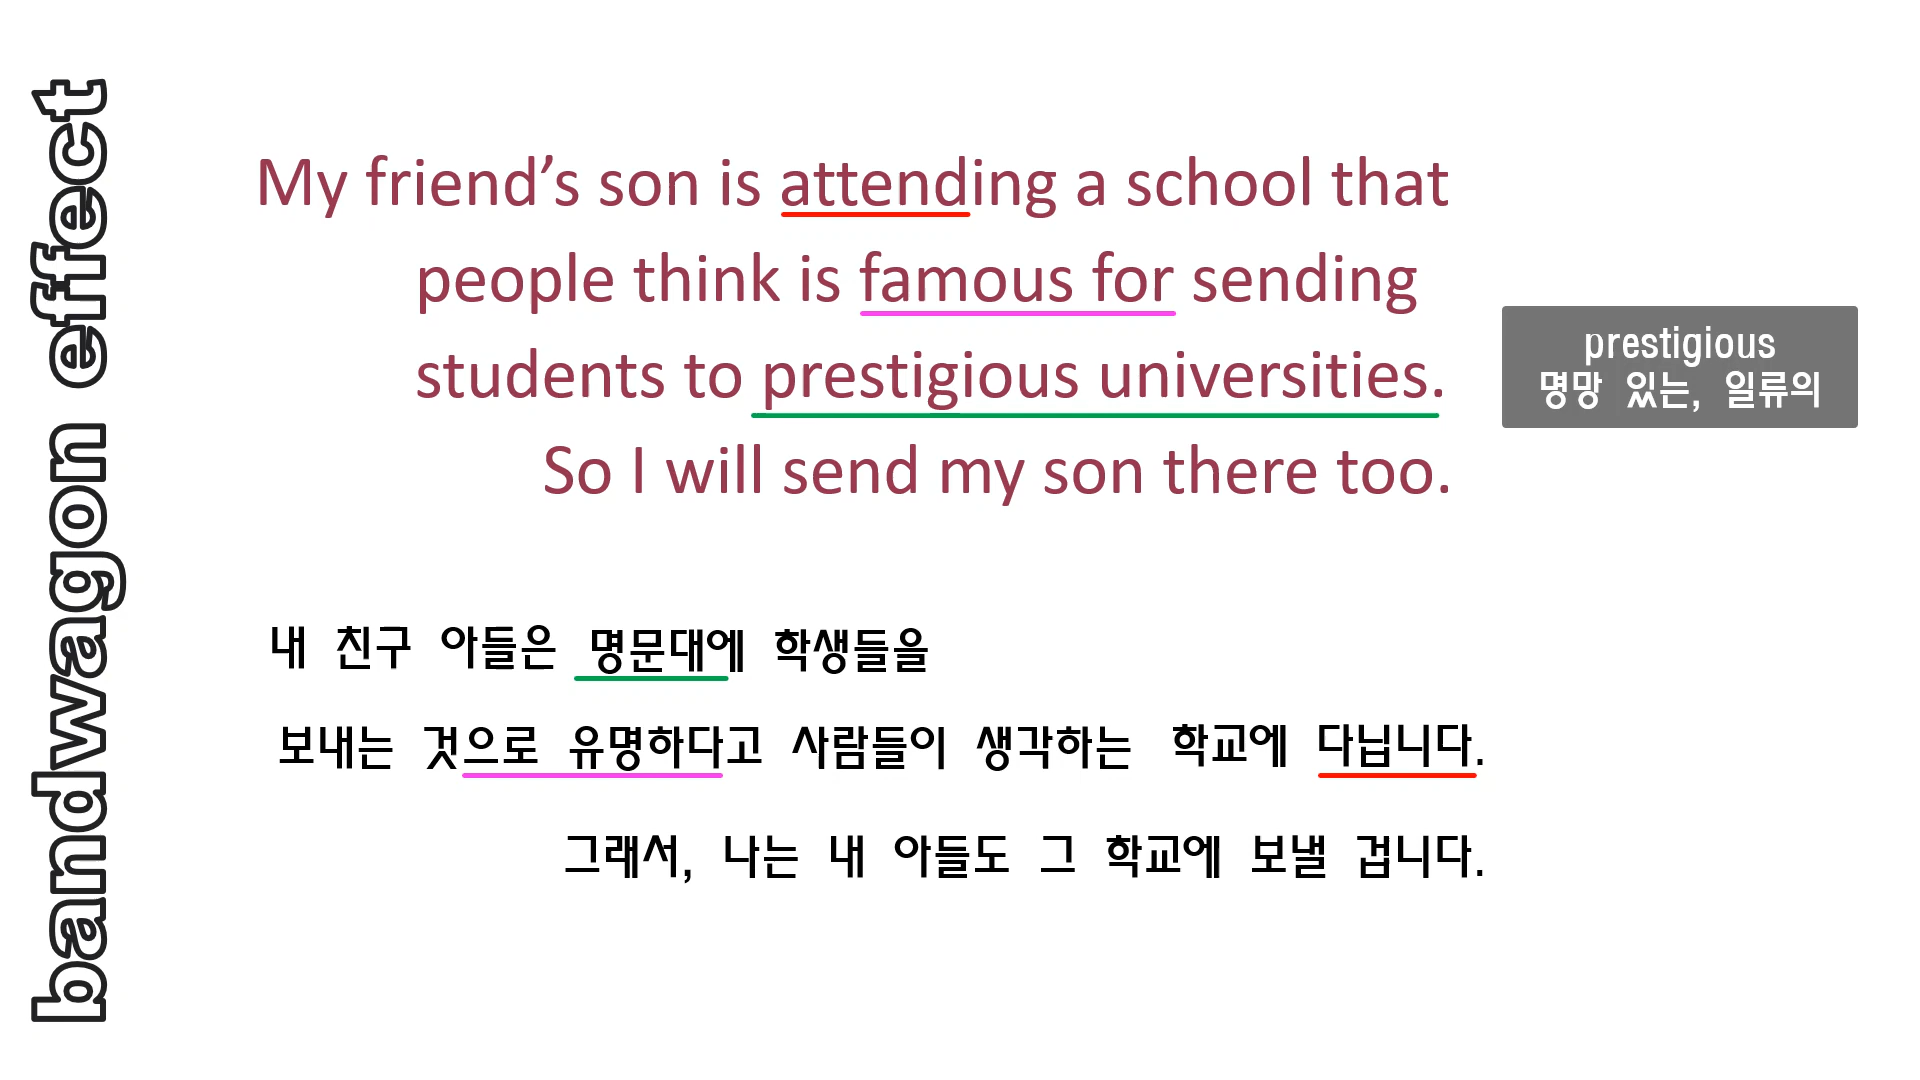 bandwagon effect
My friend’s son is attending a school that
people think is famous for sending
students to prestigious universities.
So I will send my son there too.
prestigious
명망 있는, 일류의
내 친구 아들은 명문대에 학생들을
보내는 것으로 유명하다고 사람들이 생각하는 학교에 다닙니다.
그래서, 나는 내 아들도 그 학교에 보낼 겁니다.